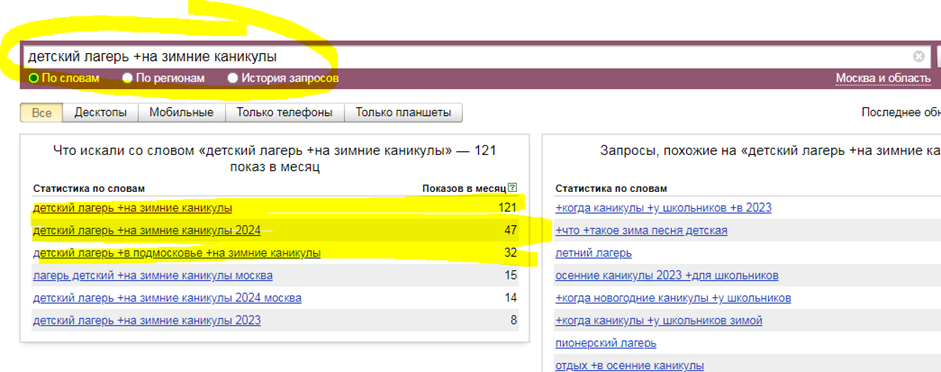 детский лагерь +на зимние каникулы
По словам По регионам История запросов Москва и область
Все Десктопы Мобильные Только телефоны Только планшеты Последнее обн
Что искали со словом «детский лагерь +на зимние каникулы» — 121
показ в месяц
Статистика по словам Показов в месяц ?
детский лагерь +на зимние каникулы 121
детский лагерь +на зимние каникулы 2024 47
детский лагерь +в подмосковье +на зимние каникулы 32
лагерь детский +на зимние каникулы москва 15
детский лагерь +на зимние каникулы 2024 москва 14
детский лагерь +на зимние каникулы 2023 8
Запросы, похожие на «детский лагерь +на зимние кан
Статистика по словам
+когда каникулы +у школьников +в 2023
+что +такое зима песня детская
летний лагерь
осенние каникулы 2023 +для школьников
+когда новогодние каникулы +у школьников
+когда каникулы +у школьников зимой
пионерский лагерь
отдых +в осенние каникулы